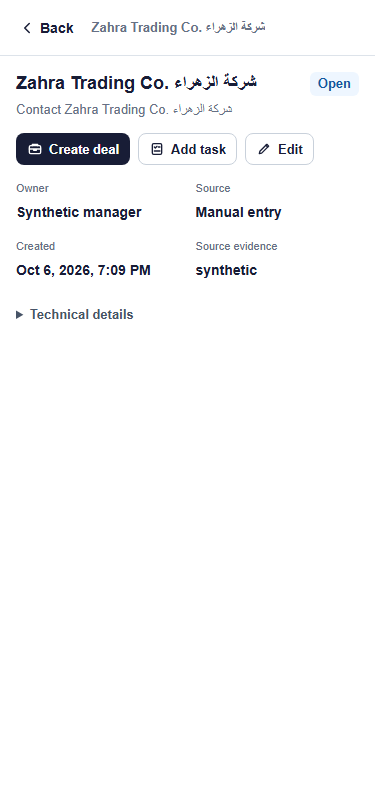 Back Zahra Trading Co. شركة الزهراء
Zahra Trading Co. شركة الزهراء Open
Contact Zahra Trading Co. شركة الزهراء
Create deal Add task Edit
Owner Source
Synthetic manager Manual entry
Created Source evidence
Oct 6, 2026, 7:09 PM synthetic
Technical details